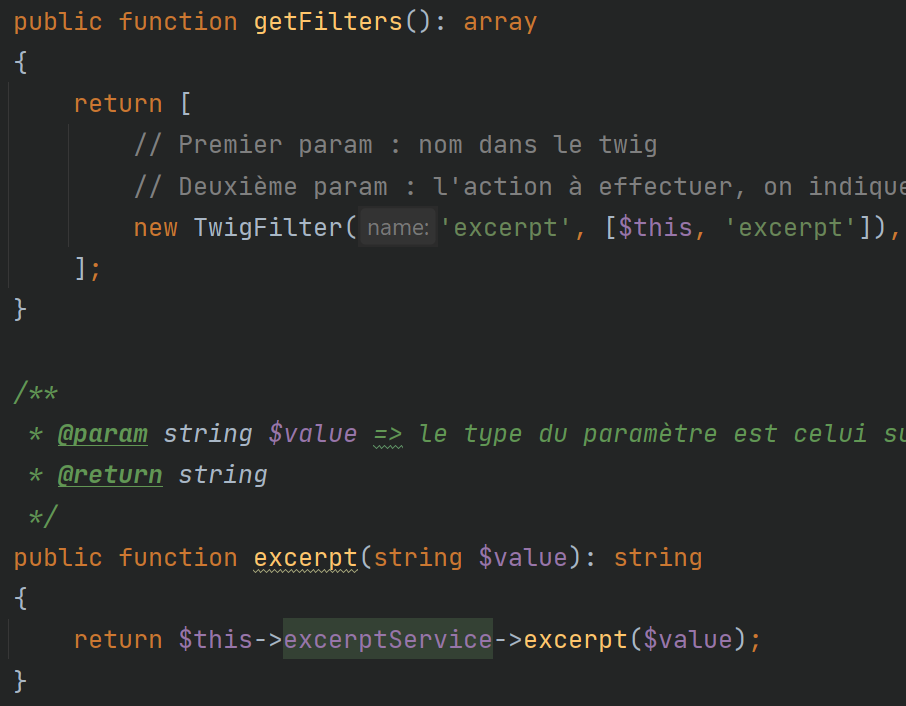 public function getFilters(): array
{
return [
// Premier param : nom dans le twig
// Deuxième param : l'action à effectuer, on indique
new TwigFilter( name: 'excerpt', [$this, 'excerpt']),
];
}
/**
* @param string $value => le type du paramètre est celui su
* @return string
*/
public function excerpt(string $value): string
{
return $this->excerptService->excerpt($value);
}